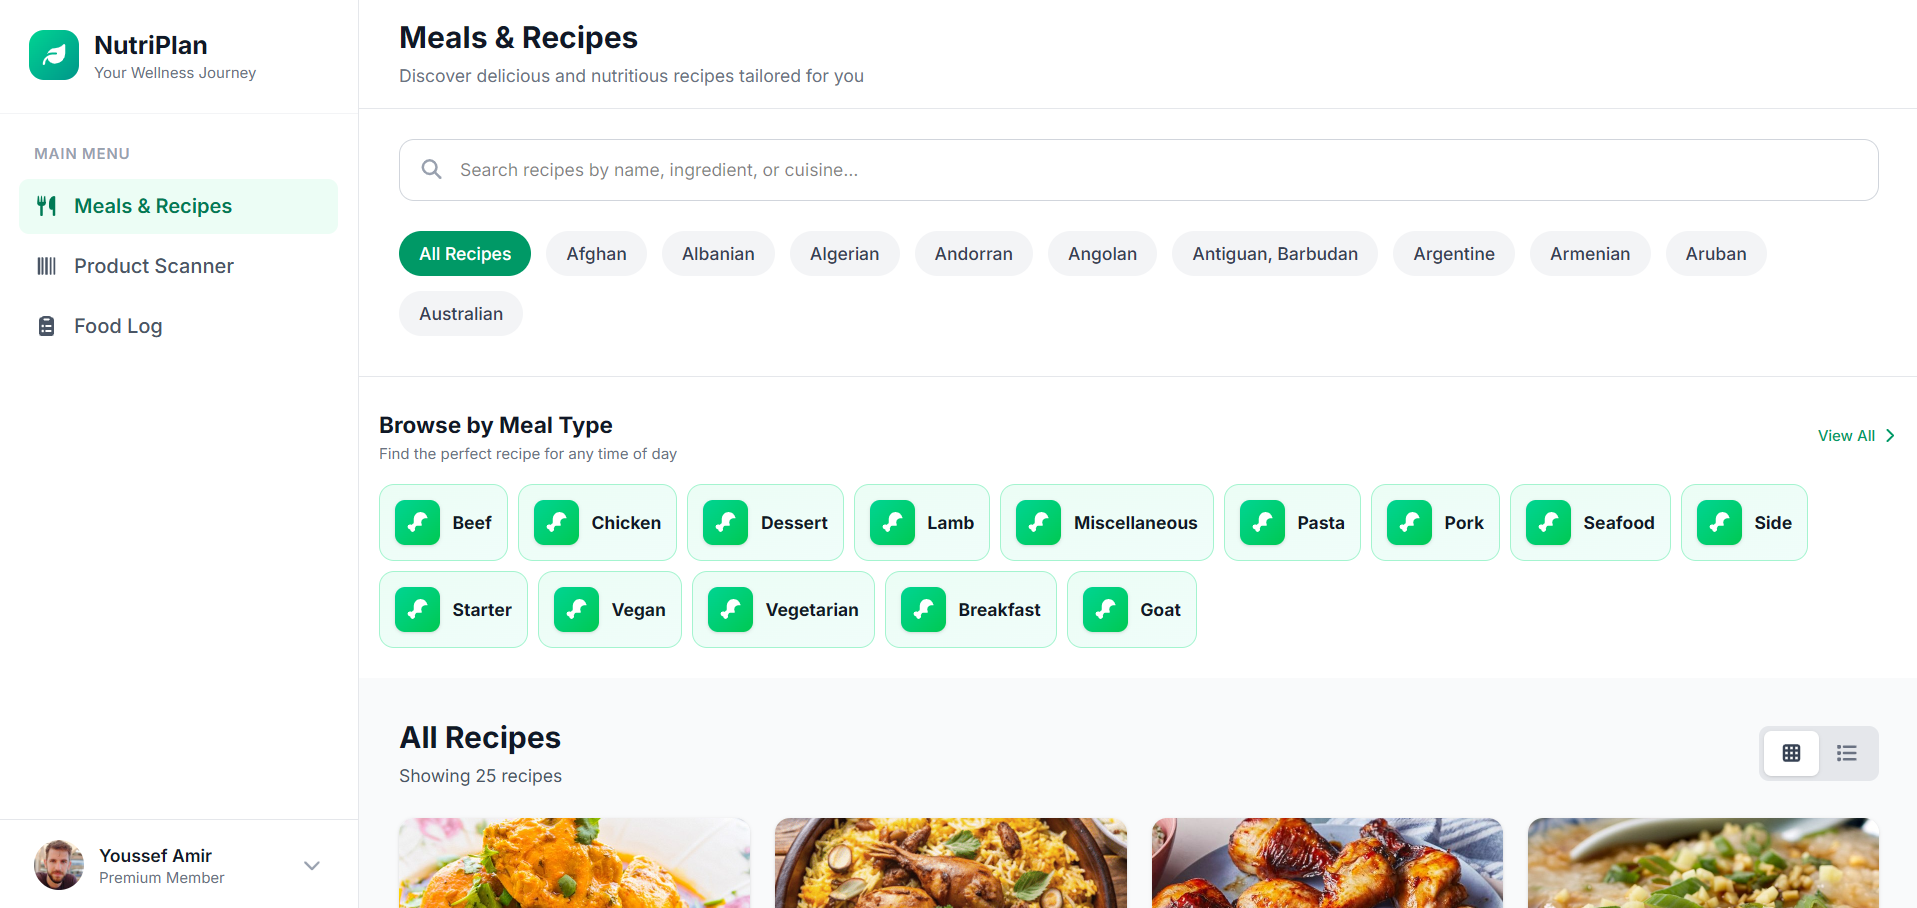 NutriPlan
Your Wellness Journey
MAIN MENU
Meals & Recipes
Product Scanner
Food Log
Youssef Amir
Premium Member
Meals & Recipes
Discover delicious and nutritious recipes tailored for you
Search recipes by name, ingredient, or cuisine...
All Recipes Afghan Albanian Algerian Andorran Angolan Antiguan, Barbudan Argentine Armenian Aruban
Australian
Browse by Meal Type
Find the perfect recipe for any time of day
View All
Beef Chicken Dessert Lamb Miscellaneous Pasta Pork Seafood Side
Starter Vegan Vegetarian Breakfast Goat
All Recipes
Showing 25 recipes